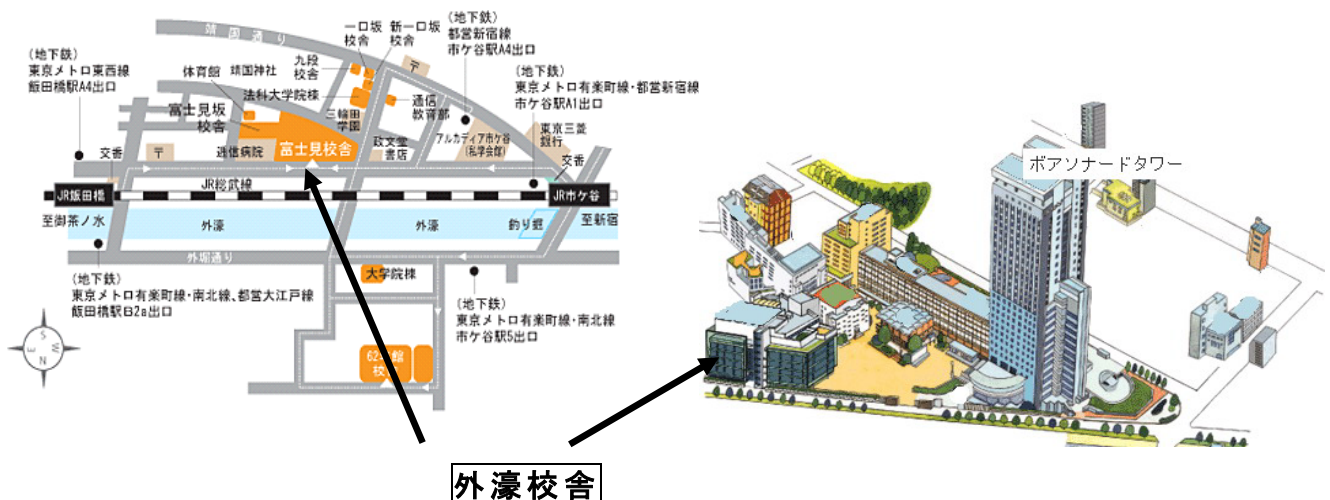 靖国通り
一口坂
校舎
新一口坂
校舎
(地下鉄)
都営新宿線
市ケ谷駅A4出口
(地下鉄)
東京メトロ東西線
飯田橋駅A4出口
体育館
靖国神社
九段
校舎
〒
(地下鉄)
東京メトロ有楽町線・都営新宿線
市ケ谷駅A1出口
法科大学院棟
富士見坂
校舎
三輪田
学園
通信
教育部
政文堂
書店
アルカディア市ケ谷
(私学会館)
東京三菱
銀行
交番
〒
逓信病院
富士見校舎
交番
JR総武線
JR飯田橋
JR市ケ谷
至御茶ノ水
外濠
外濠
釣り堀
至新宿
外堀通り
(地下鉄)
東京メトロ有楽町線・南北線、都営大江戸線
飯田橋駅B2a出口
大学院棟
(地下鉄)
東京メトロ有楽町線・南北線
市ケ谷駅5出口
校舎
S
E
W
N
ボアソナードタワー
外濠校舎